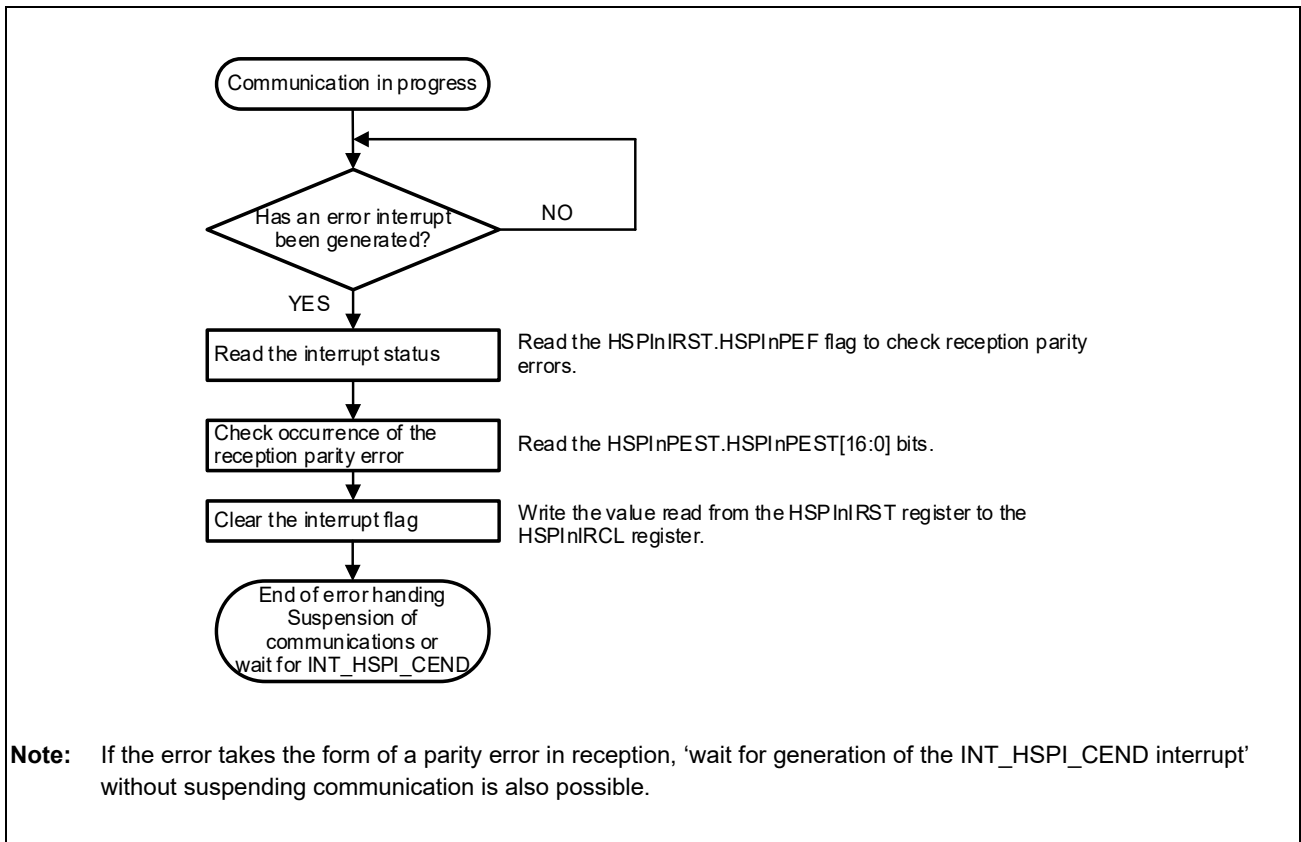 Communication in progress
Has an error interrupt
been generated?
NO
YES
Read the interrupt status
Read the HSPInIRST.HSPInPEF flag to check reception parity
errors.
Check occurrence of the
reception parity error
Read the HSPInPEST.HSPInPEST[16:0] bits.
Clear the interrupt flag
Write the value read from the HSPInIRST register to the
HSPInIRCL register.
End of error handing
Suspension of
communications or
wait for INT_HSPI_CEND
Note: If the error takes the form of a parity error in reception, ‘wait for generation of the INT_HSPI_CEND interrupt’
without suspending communication is also possible.